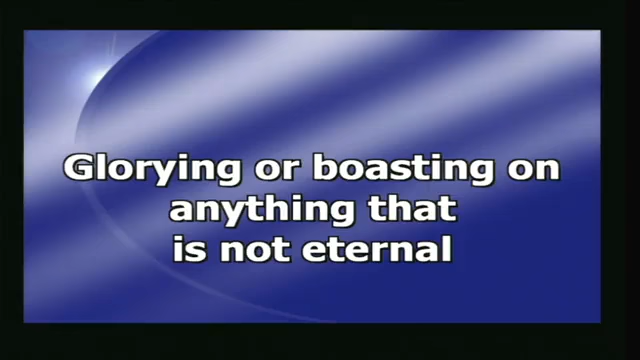 Glorying or boasting on
anything that
is not eternal